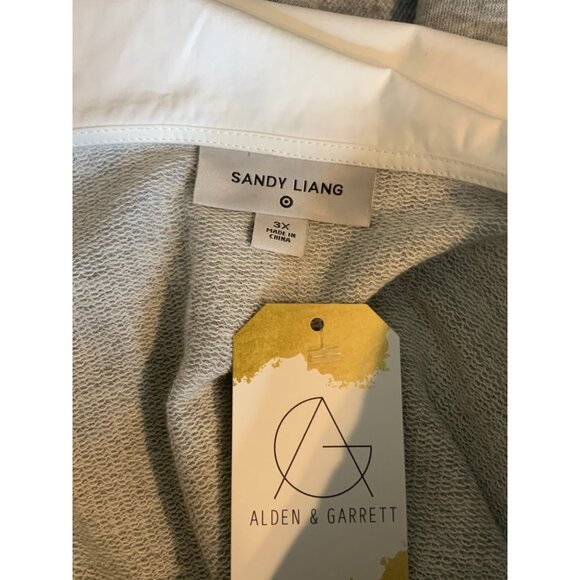 SANDY LIANG
3X
MADE IN
CHINA
AG
ALDEN & GARRETT